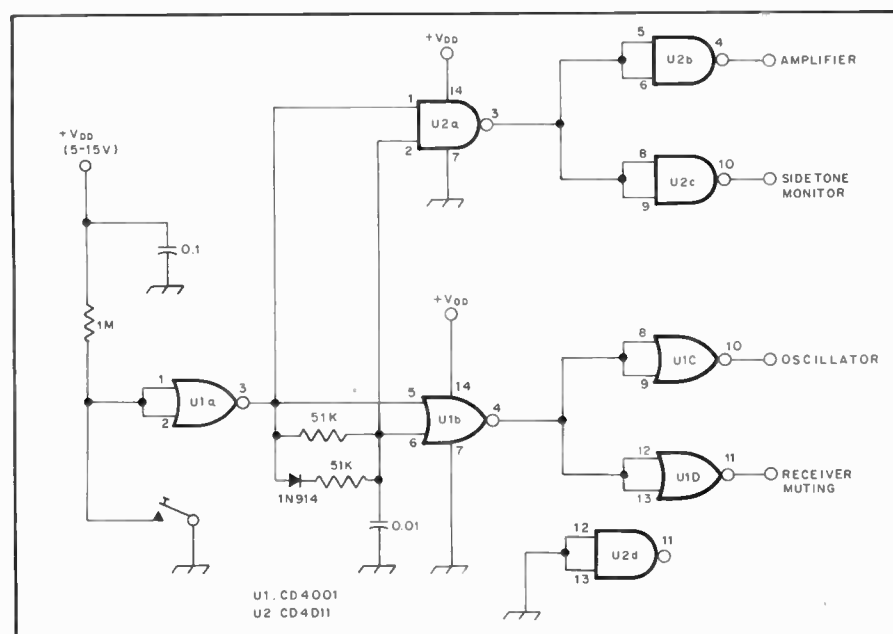 +VDD
(5-15V)
0.1
1M
1
2
U1a
3
+VDD
14
1
2
U2a
3
7
5
6
U2b
4
AMPLIFIER
8
9
U2c
10
SIDETONE
MONITOR
51K
51K
1N914
0.01
+VDD
14
5
6
U1b
4
7
8
9
U1C
10
OSCILLATOR
12
13
U1D
11
RECEIVER
MUTING
12
13
U2d
11
U1. CD4001
U2 CD4D11